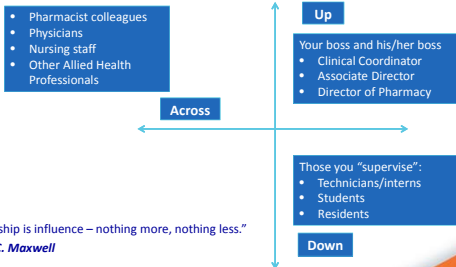 • Pharmacist colleagues
• Physicians
• Nursing staff
• Other Allied Health
Professionals
Up
Your boss and his/her boss
• Clinical Coordinator
• Associate Director
• Director of Pharmacy
Across
Those you “supervise”:
• Technicians/interns
• Students
• Residents
ship is influence – nothing more, nothing less.”
C. Maxwell
Down